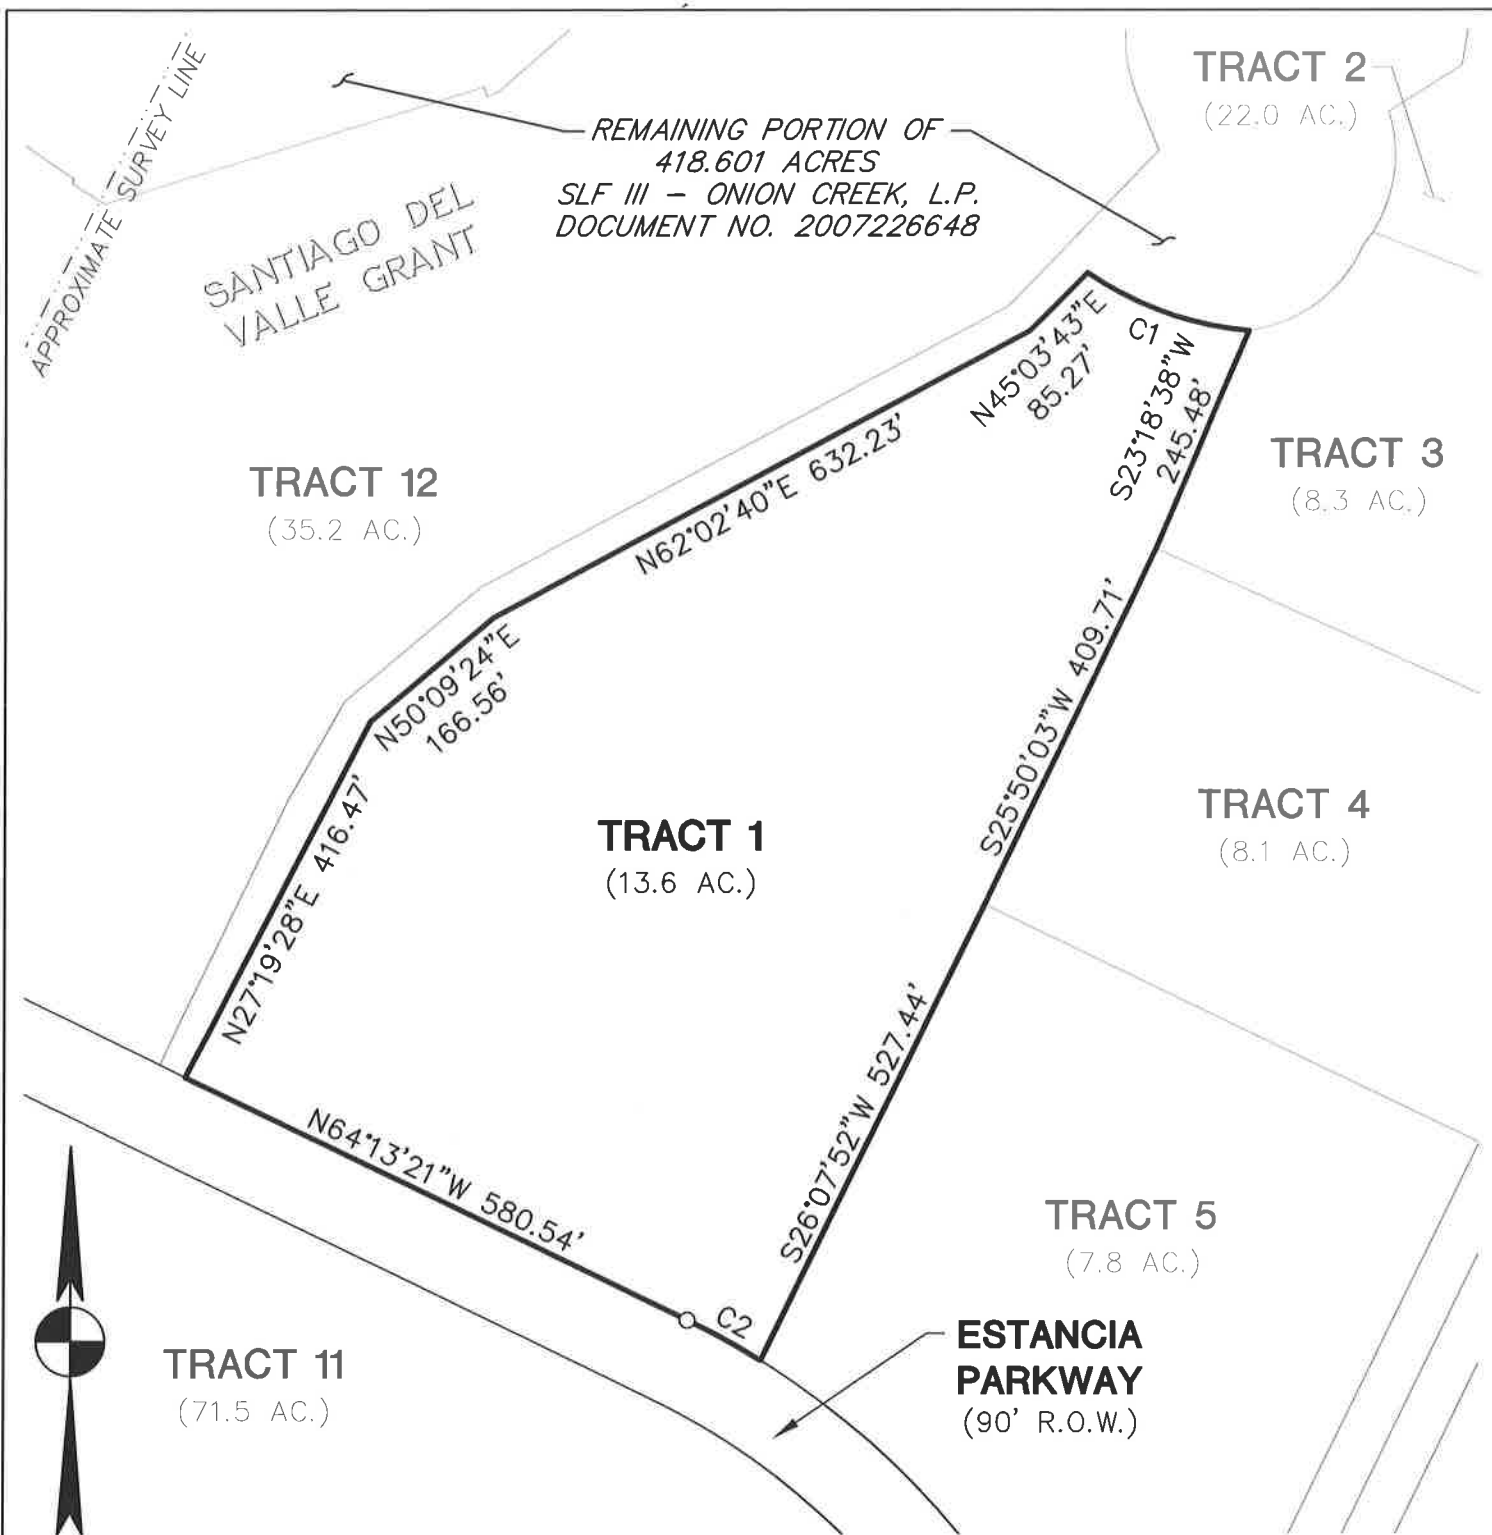 TRACT 2
(22.0 AC.)
APPROXIMATE SURVEY LINE
REMAINING PORTION OF
418.601 ACRES
SLF III – ONION CREEK, L.P.
DOCUMENT NO. 2007226648
SANTIAGO DEL
VALLE GRANT
N45°03'43"E
85.27'
C1
S23°18'38"W
245.48'
TRACT 3
(8.3 AC.)
TRACT 12
(35.2 AC.)
N62°02'40"E 632.23'
N50°09'24"E
166.56'
S25°50'03"W 409.71'
TRACT 1
(13.6 AC.)
TRACT 4
(8.1 AC.)
N27°19'28"E 416.47'
S26°07'52"W 527.44'
N64°13'21"W 580.54'
C2
TRACT 5
(7.8 AC.)
ESTANCIA
PARKWAY
(90' R.O.W.)
TRACT 11
(71.5 AC.)